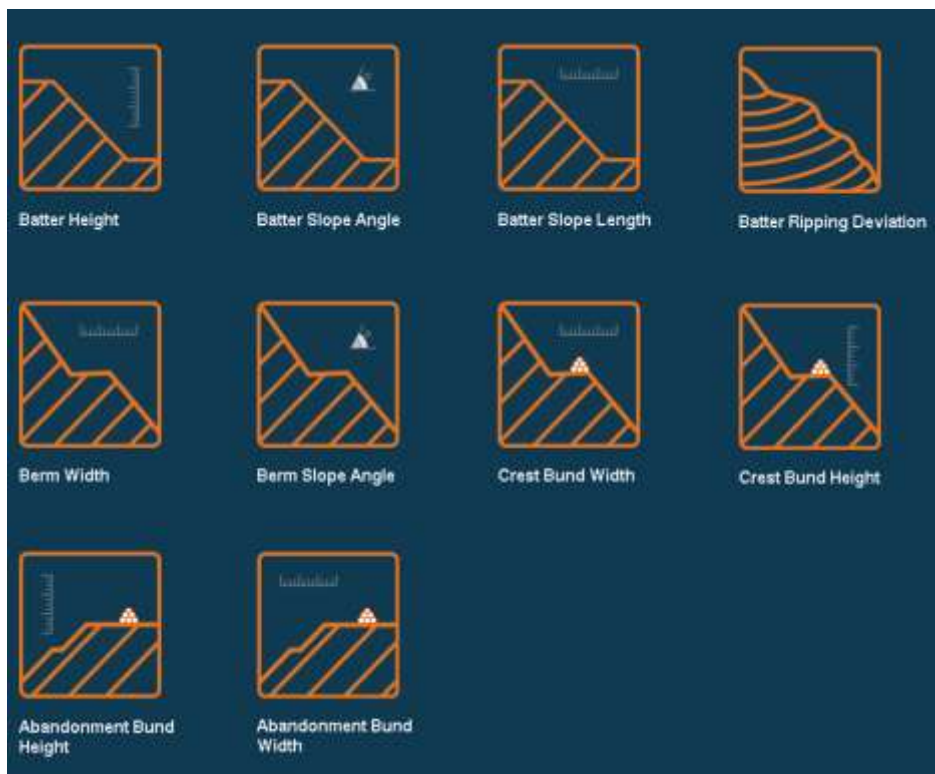 Batter Height
Batter Slope Angle
Batter Slope Length
Batter Ripping Deviation
Berm Width
Berm Slope Angle
Crest Bund Width
Crest Bund Height
Abandonment Bund
Height
Abandonment Bund
Width